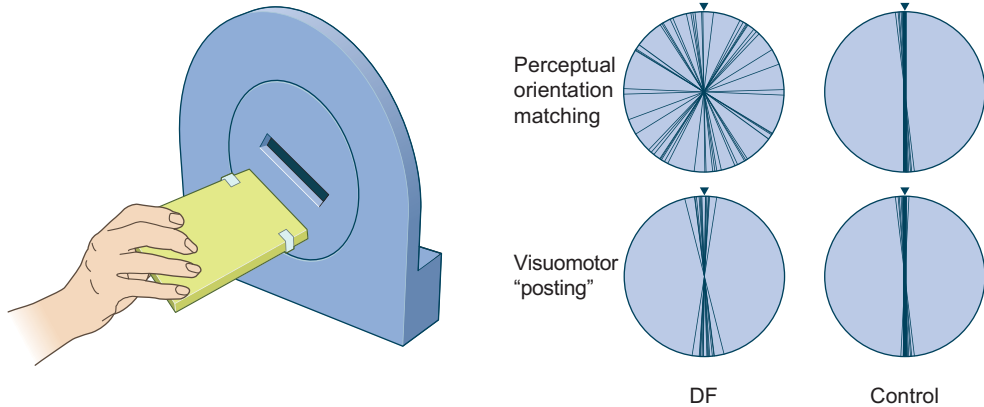 Perceptual
orientation
matching
Visuomotor
“posting”
DF
Control